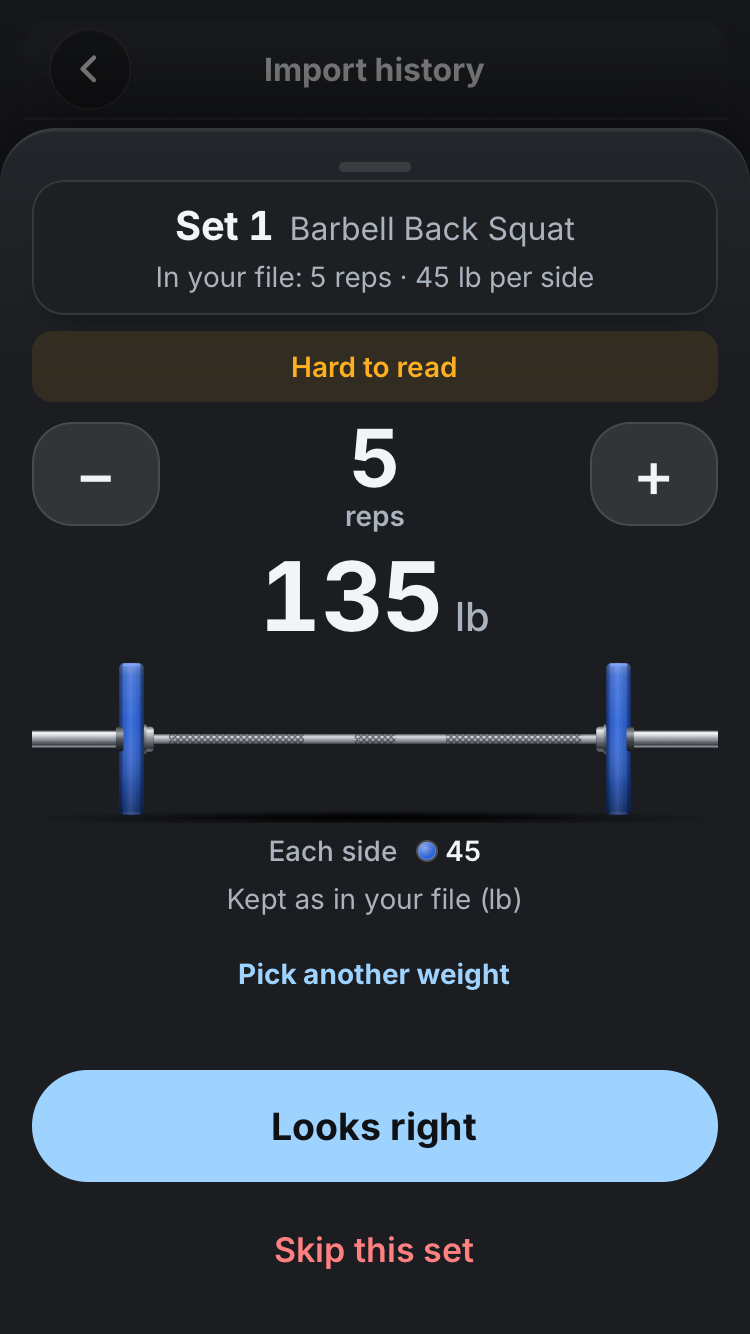 Import history
Set 1 Barbell Back Squat
In your file: 5 reps · 45 lb per side
Hard to read
− 5 +
reps
135 lb
Each side 45
Kept as in your file (lb)
Pick another weight
Looks right
Skip this set